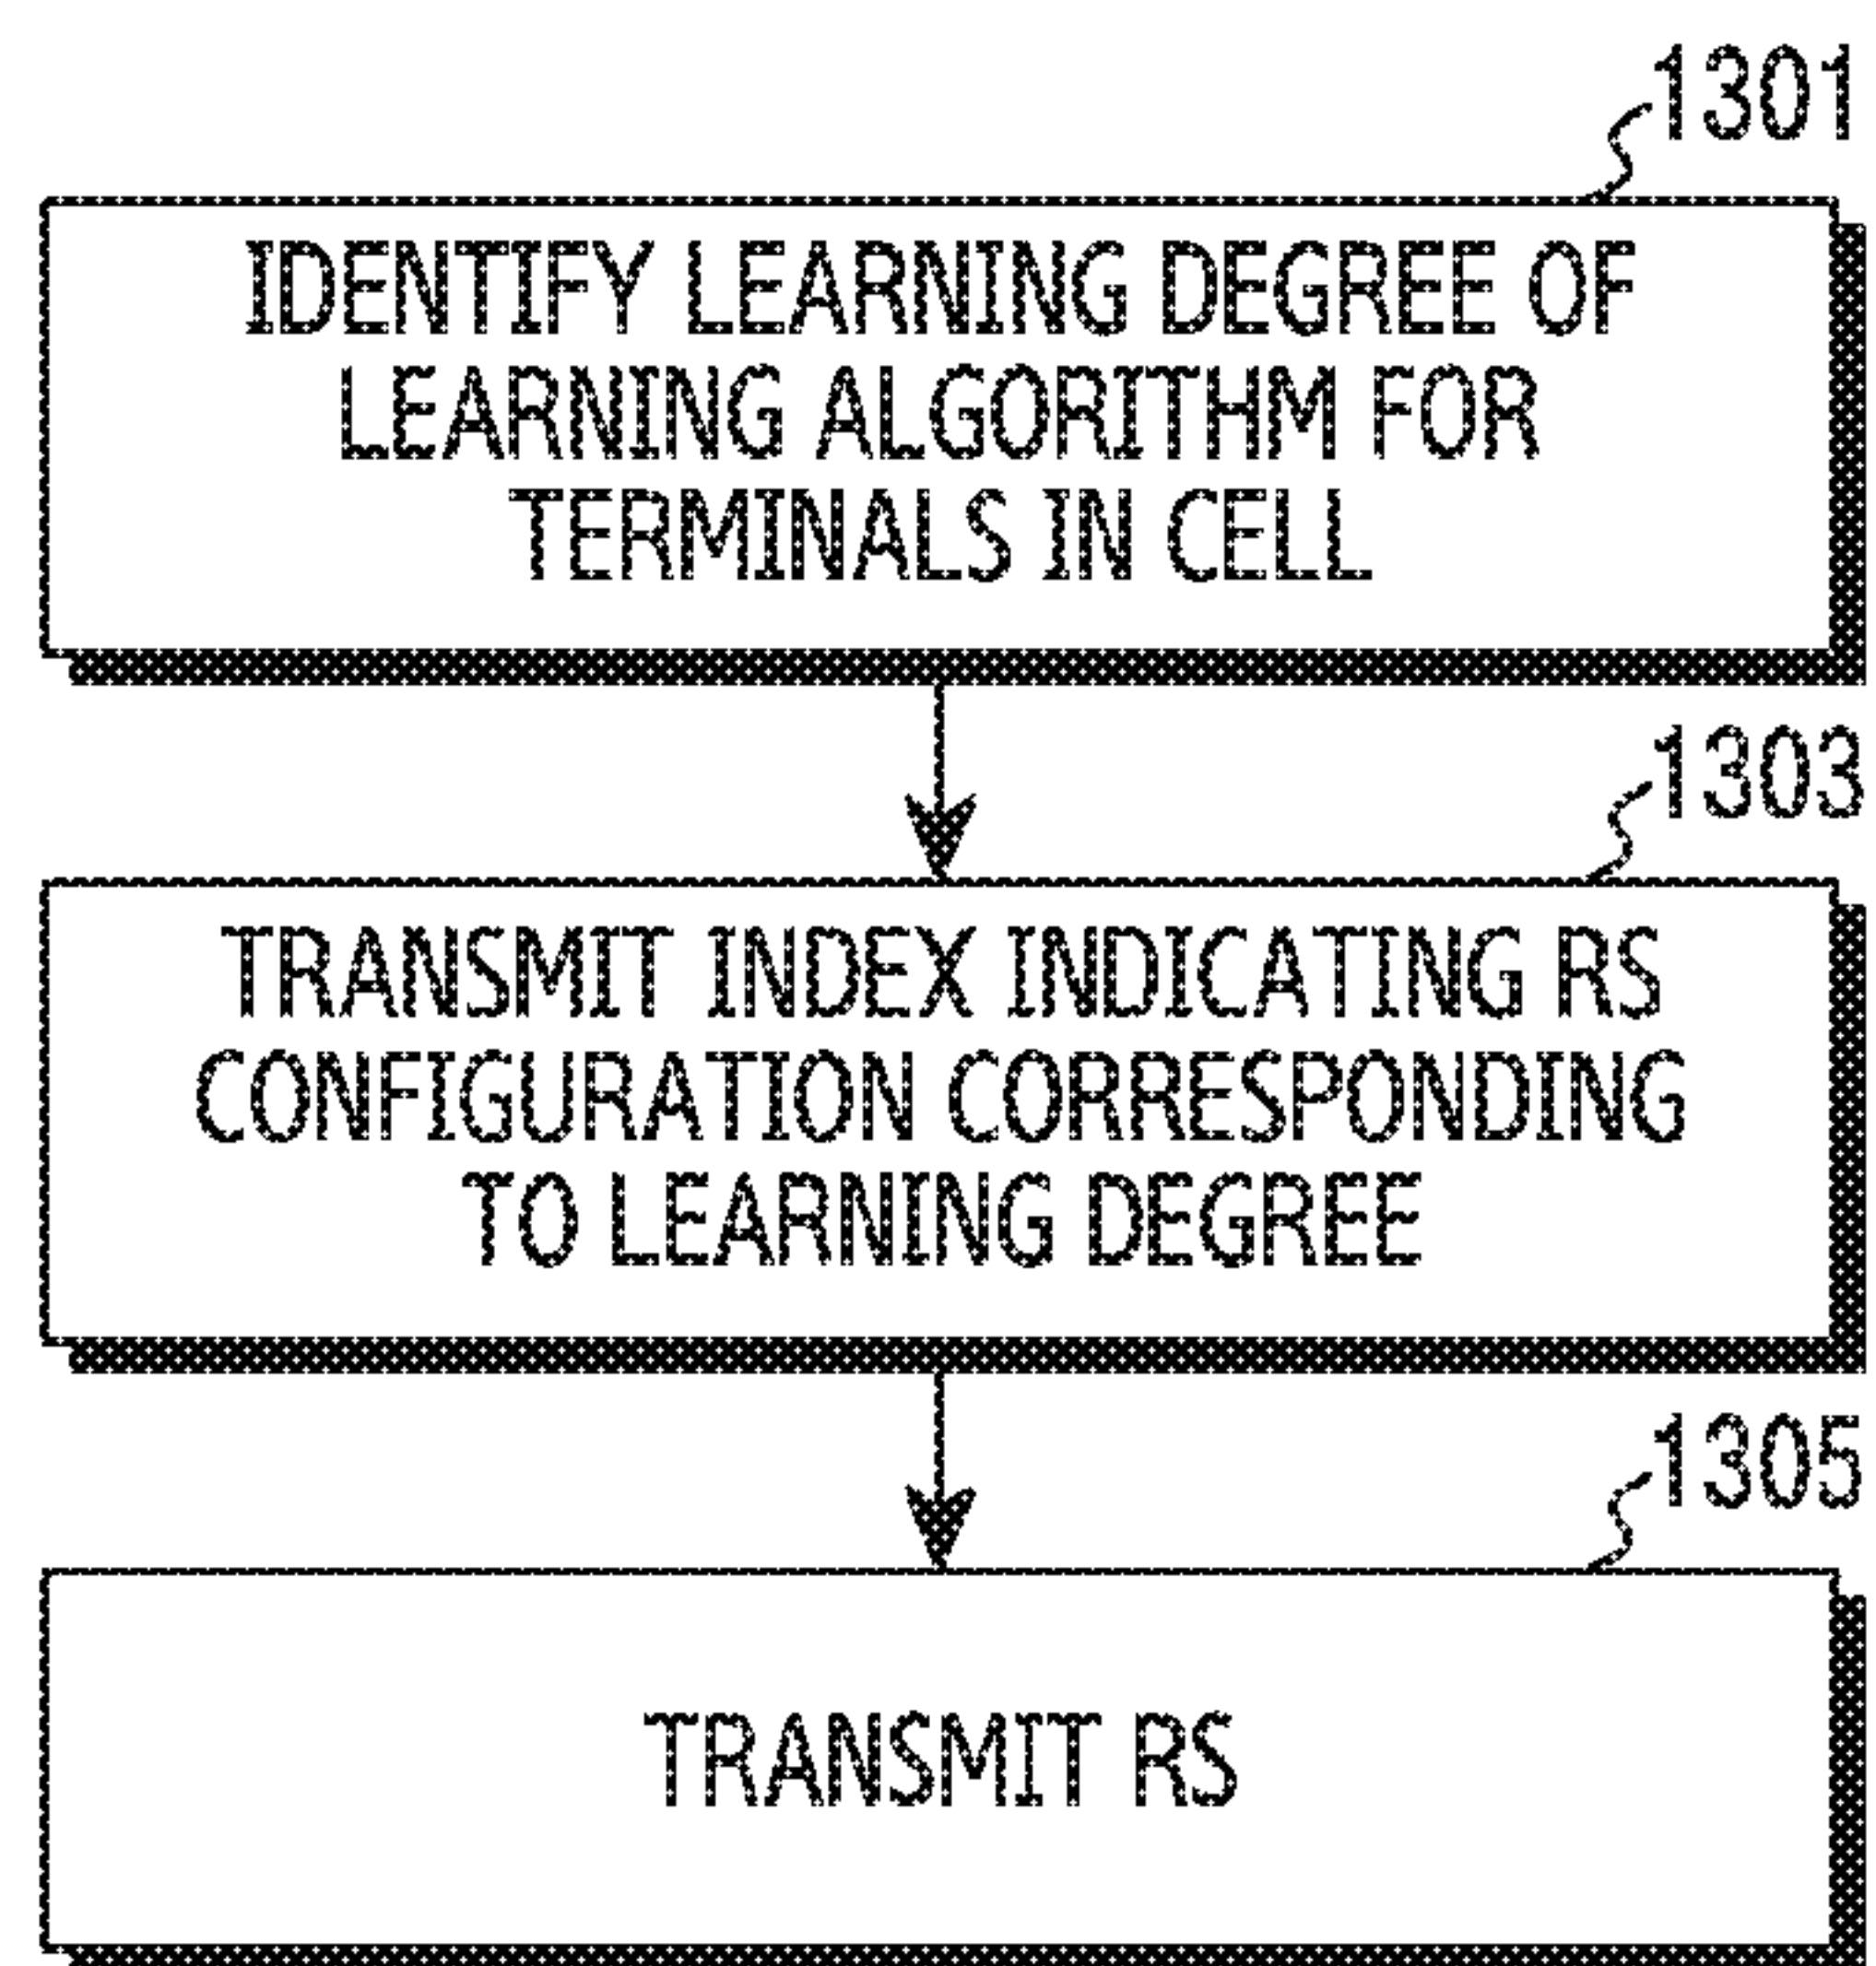 1301
IDENTIFY LEARNING DEGREE OF
LEARNING ALGORITHM FOR
TERMINALS IN CELL
1303
TRANSMIT INDEX INDICATING RS
CONFIGURATION CORRESPONDING
TO LEARNING DEGREE
1305
TRANSMIT RS